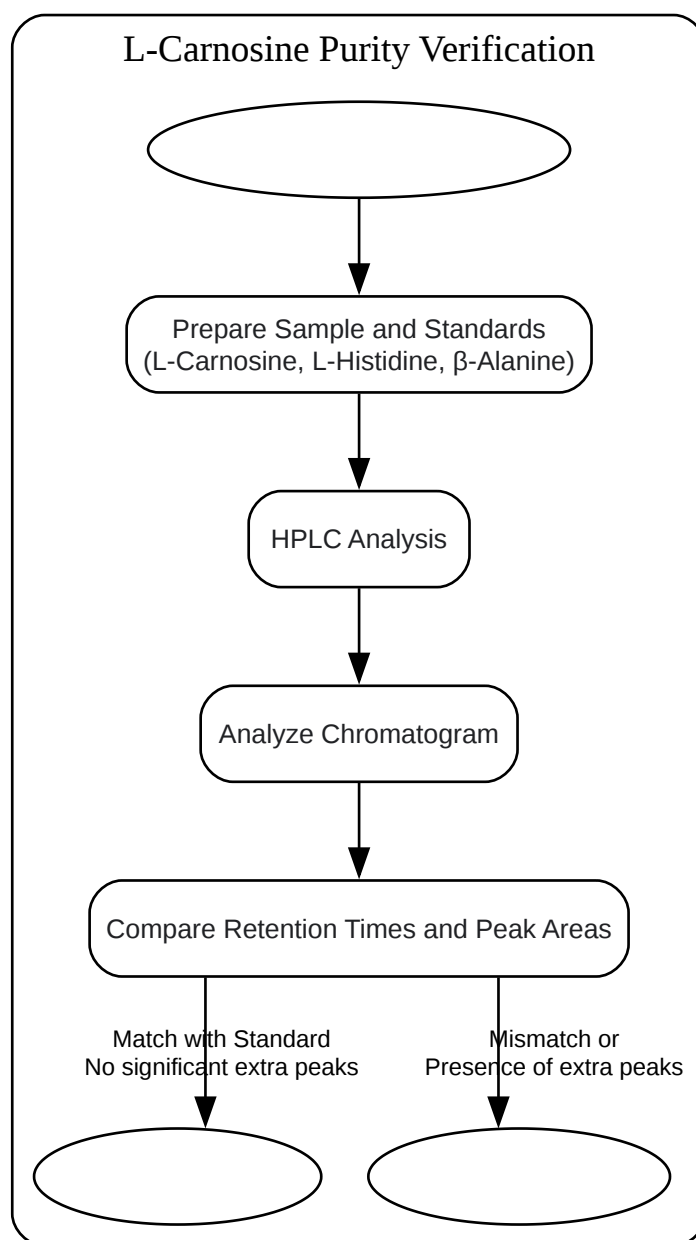 L-Carnosine Purity Verification
Prepare Sample and Standards
(L-Carnosine, L-Histidine, β-Alanine)
HPLC Analysis
Analyze Chromatogram
Compare Retention Times and Peak Areas
Match with Standard
No significant extra peaks
Mismatch or
Presence of extra peaks